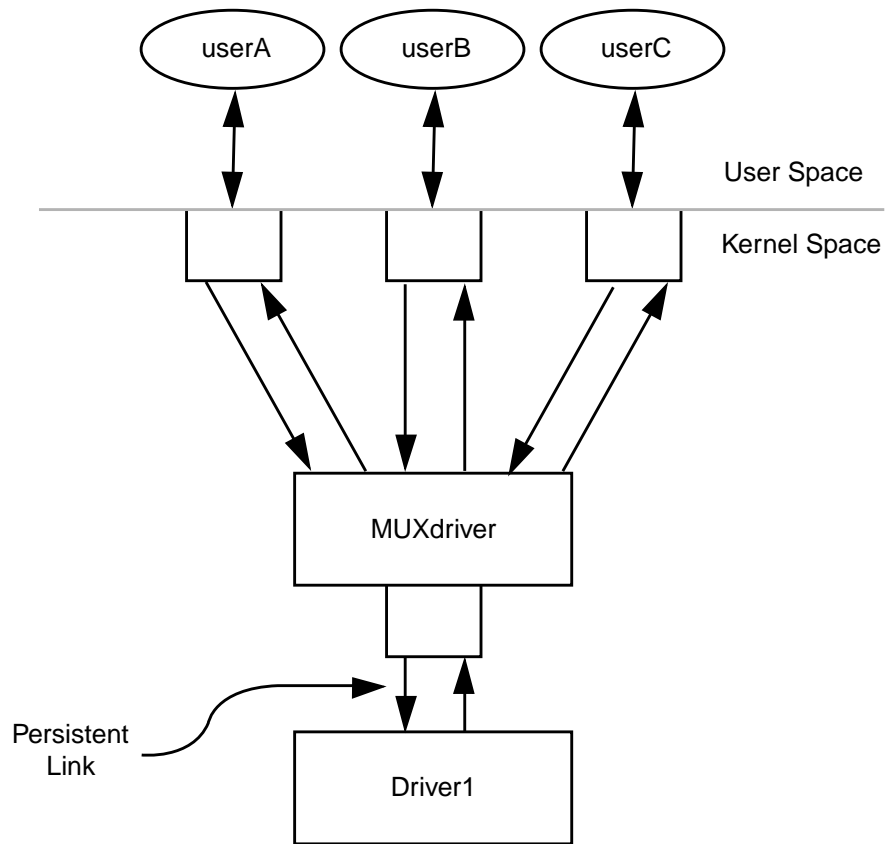 userA
userB
userC
User Space
Kernel Space
MUXdriver
Persistent
Link
Driver1